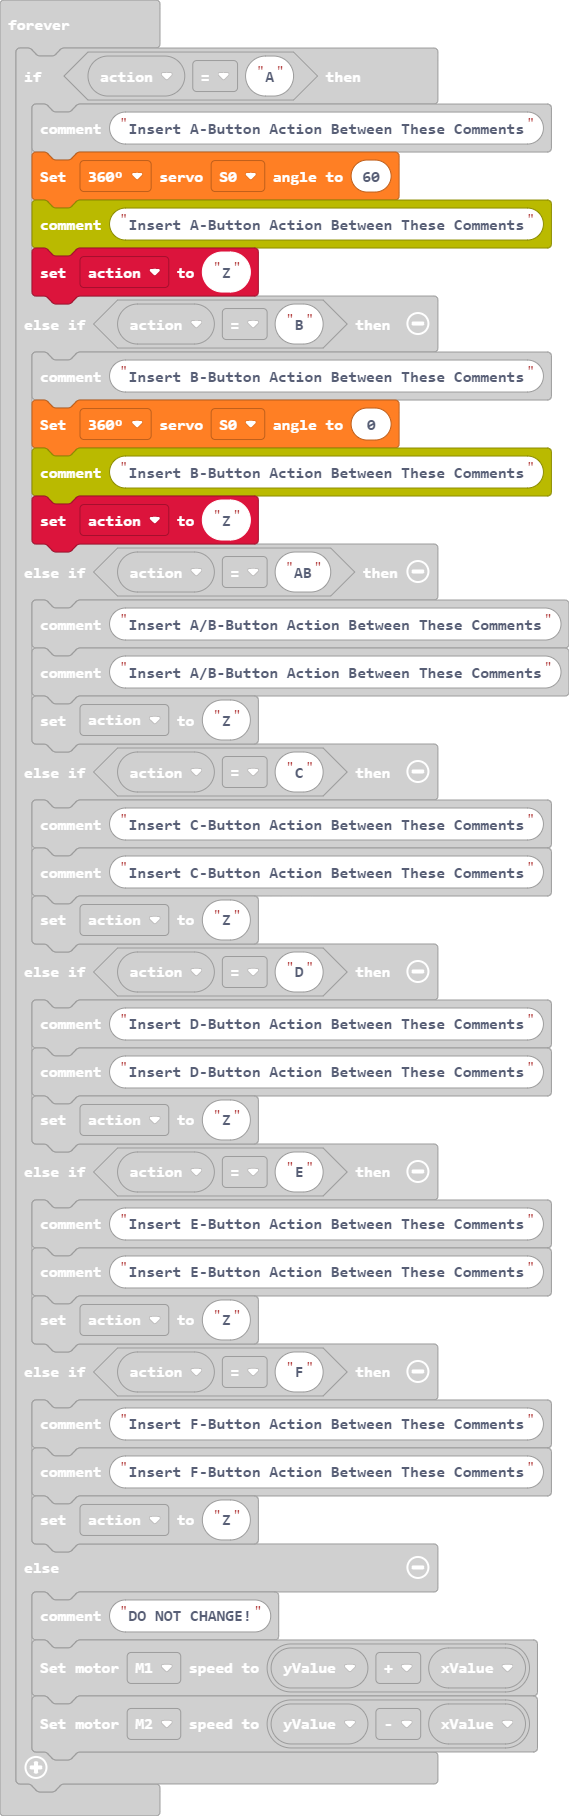 forever
if action = "A" then
comment "Insert A-Button Action Between These Comments"
Set 360º servo S0 angle to 60
comment "Insert A-Button Action Between These Comments"
set action to "Z"
else if action = "B" then
comment "Insert B-Button Action Between These Comments"
Set 360º servo S0 angle to 0
comment "Insert B-Button Action Between These Comments"
set action to "Z"
else if action = "AB" then
comment "Insert A/B-Button Action Between These Comments"
comment "Insert A/B-Button Action Between These Comments"
set action to "Z"
else if action = "C" then
comment "Insert C-Button Action Between These Comments"
comment "Insert C-Button Action Between These Comments"
set action to "Z"
else if action = "D" then
comment "Insert D-Button Action Between These Comments"
comment "Insert D-Button Action Between These Comments"
set action to "Z"
else if action = "E" then
comment "Insert E-Button Action Between These Comments"
comment "Insert E-Button Action Between These Comments"
set action to "Z"
else if action = "F" then
comment "Insert F-Button Action Between These Comments"
comment "Insert F-Button Action Between These Comments"
set action to "Z"
else
comment "DO NOT CHANGE!"
Set motor M1 speed to yValue + xValue
Set motor M2 speed to yValue - xValue